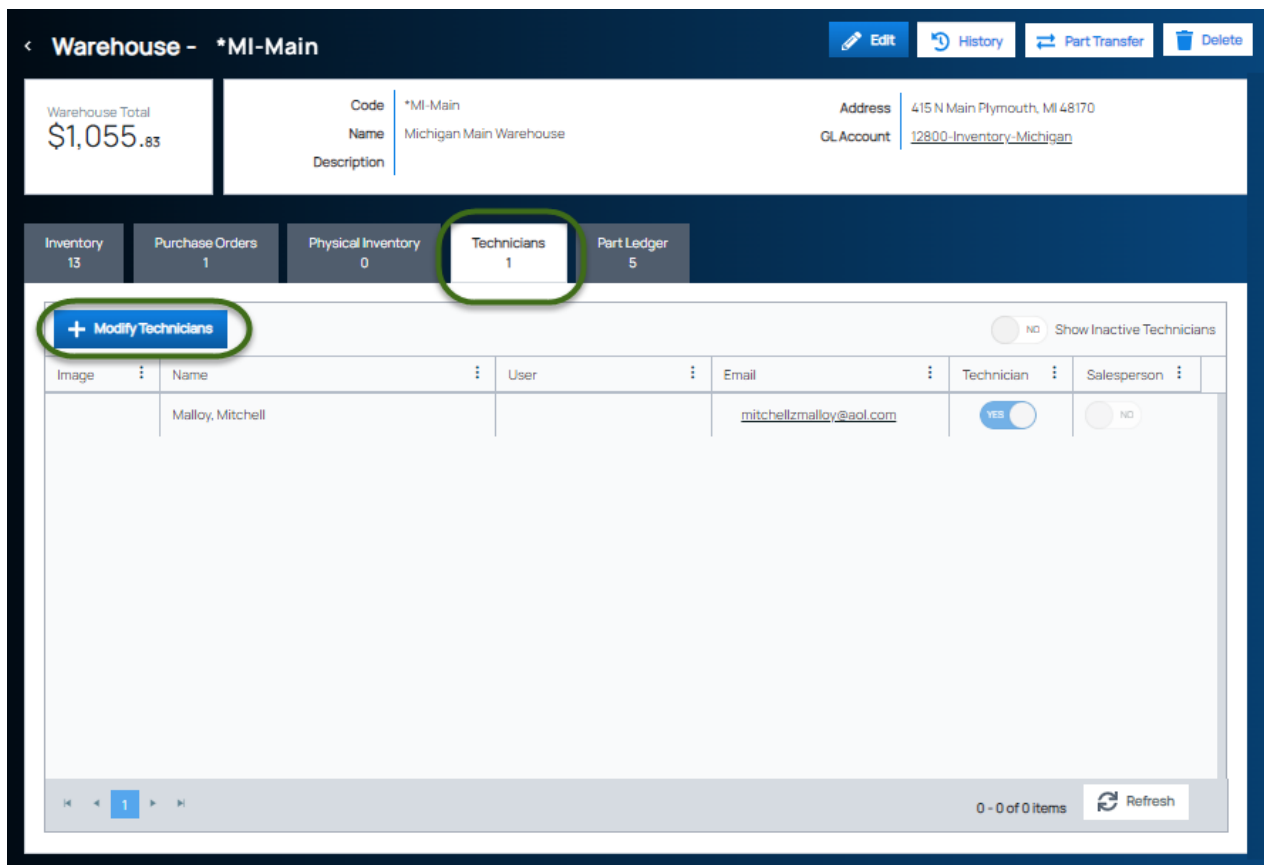 Warehouse - *MI-Main
Edit
History
Part Transfer
Delete
Warehouse Total
$1,055.83
Code *MI-Main
Name Michigan Main Warehouse
Description
Address 415 N Main Plymouth, MI 48170
GL Account 12800-Inventory-Michigan
Inventory
13
Purchase Orders
1
Physical Inventory
0
Technicians
1
Part Ledger
5
+ Modify Technicians
NO Show Inactive Technicians
Image Name User Email Technician Salesperson
Malloy, Mitchell mitchellzmalloy@aol.com YES NO
1
0 - 0 of 0 items
Refresh